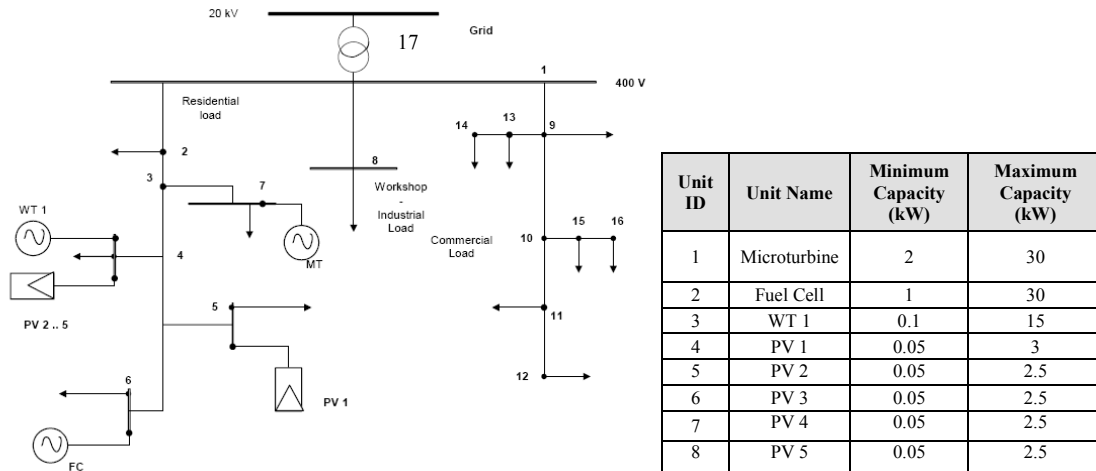 20 kV
Grid
17
1
400 V
Residential
load
2
3
7
8
Workshop
-
Industrial
Load
MT
WT 1
4
PV 2 .. 5
5
PV 1
6
FC
14
13
9
Commercial
Load
10
15
16
11
12
Unit ID Unit Name Minimum Capacity (kW) Maximum Capacity (kW)
1 Microturbine 2 30
2 Fuel Cell 1 30
3 WT 1 0.1 15
4 PV 1 0.05 3
5 PV 2 0.05 2.5
6 PV 3 0.05 2.5
7 PV 4 0.05 2.5
8 PV 5 0.05 2.5